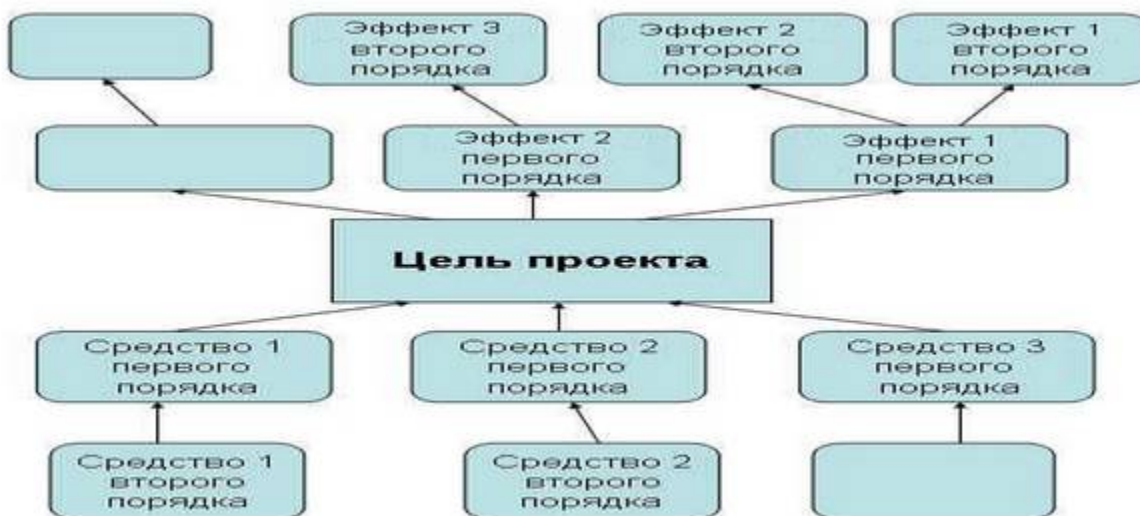 Эффект 3
второго
порядка
Эффект 2
второго
порядка
Эффект 1
второго
порядка
Эффект 2
первого
порядка
Эффект 1
первого
порядка
Цель проекта
Средство 1
первого
порядка
Средство 2
первого
порядка
Средство 3
первого
порядка
Средство 1
второго
порядка
Средство 2
второго
порядка